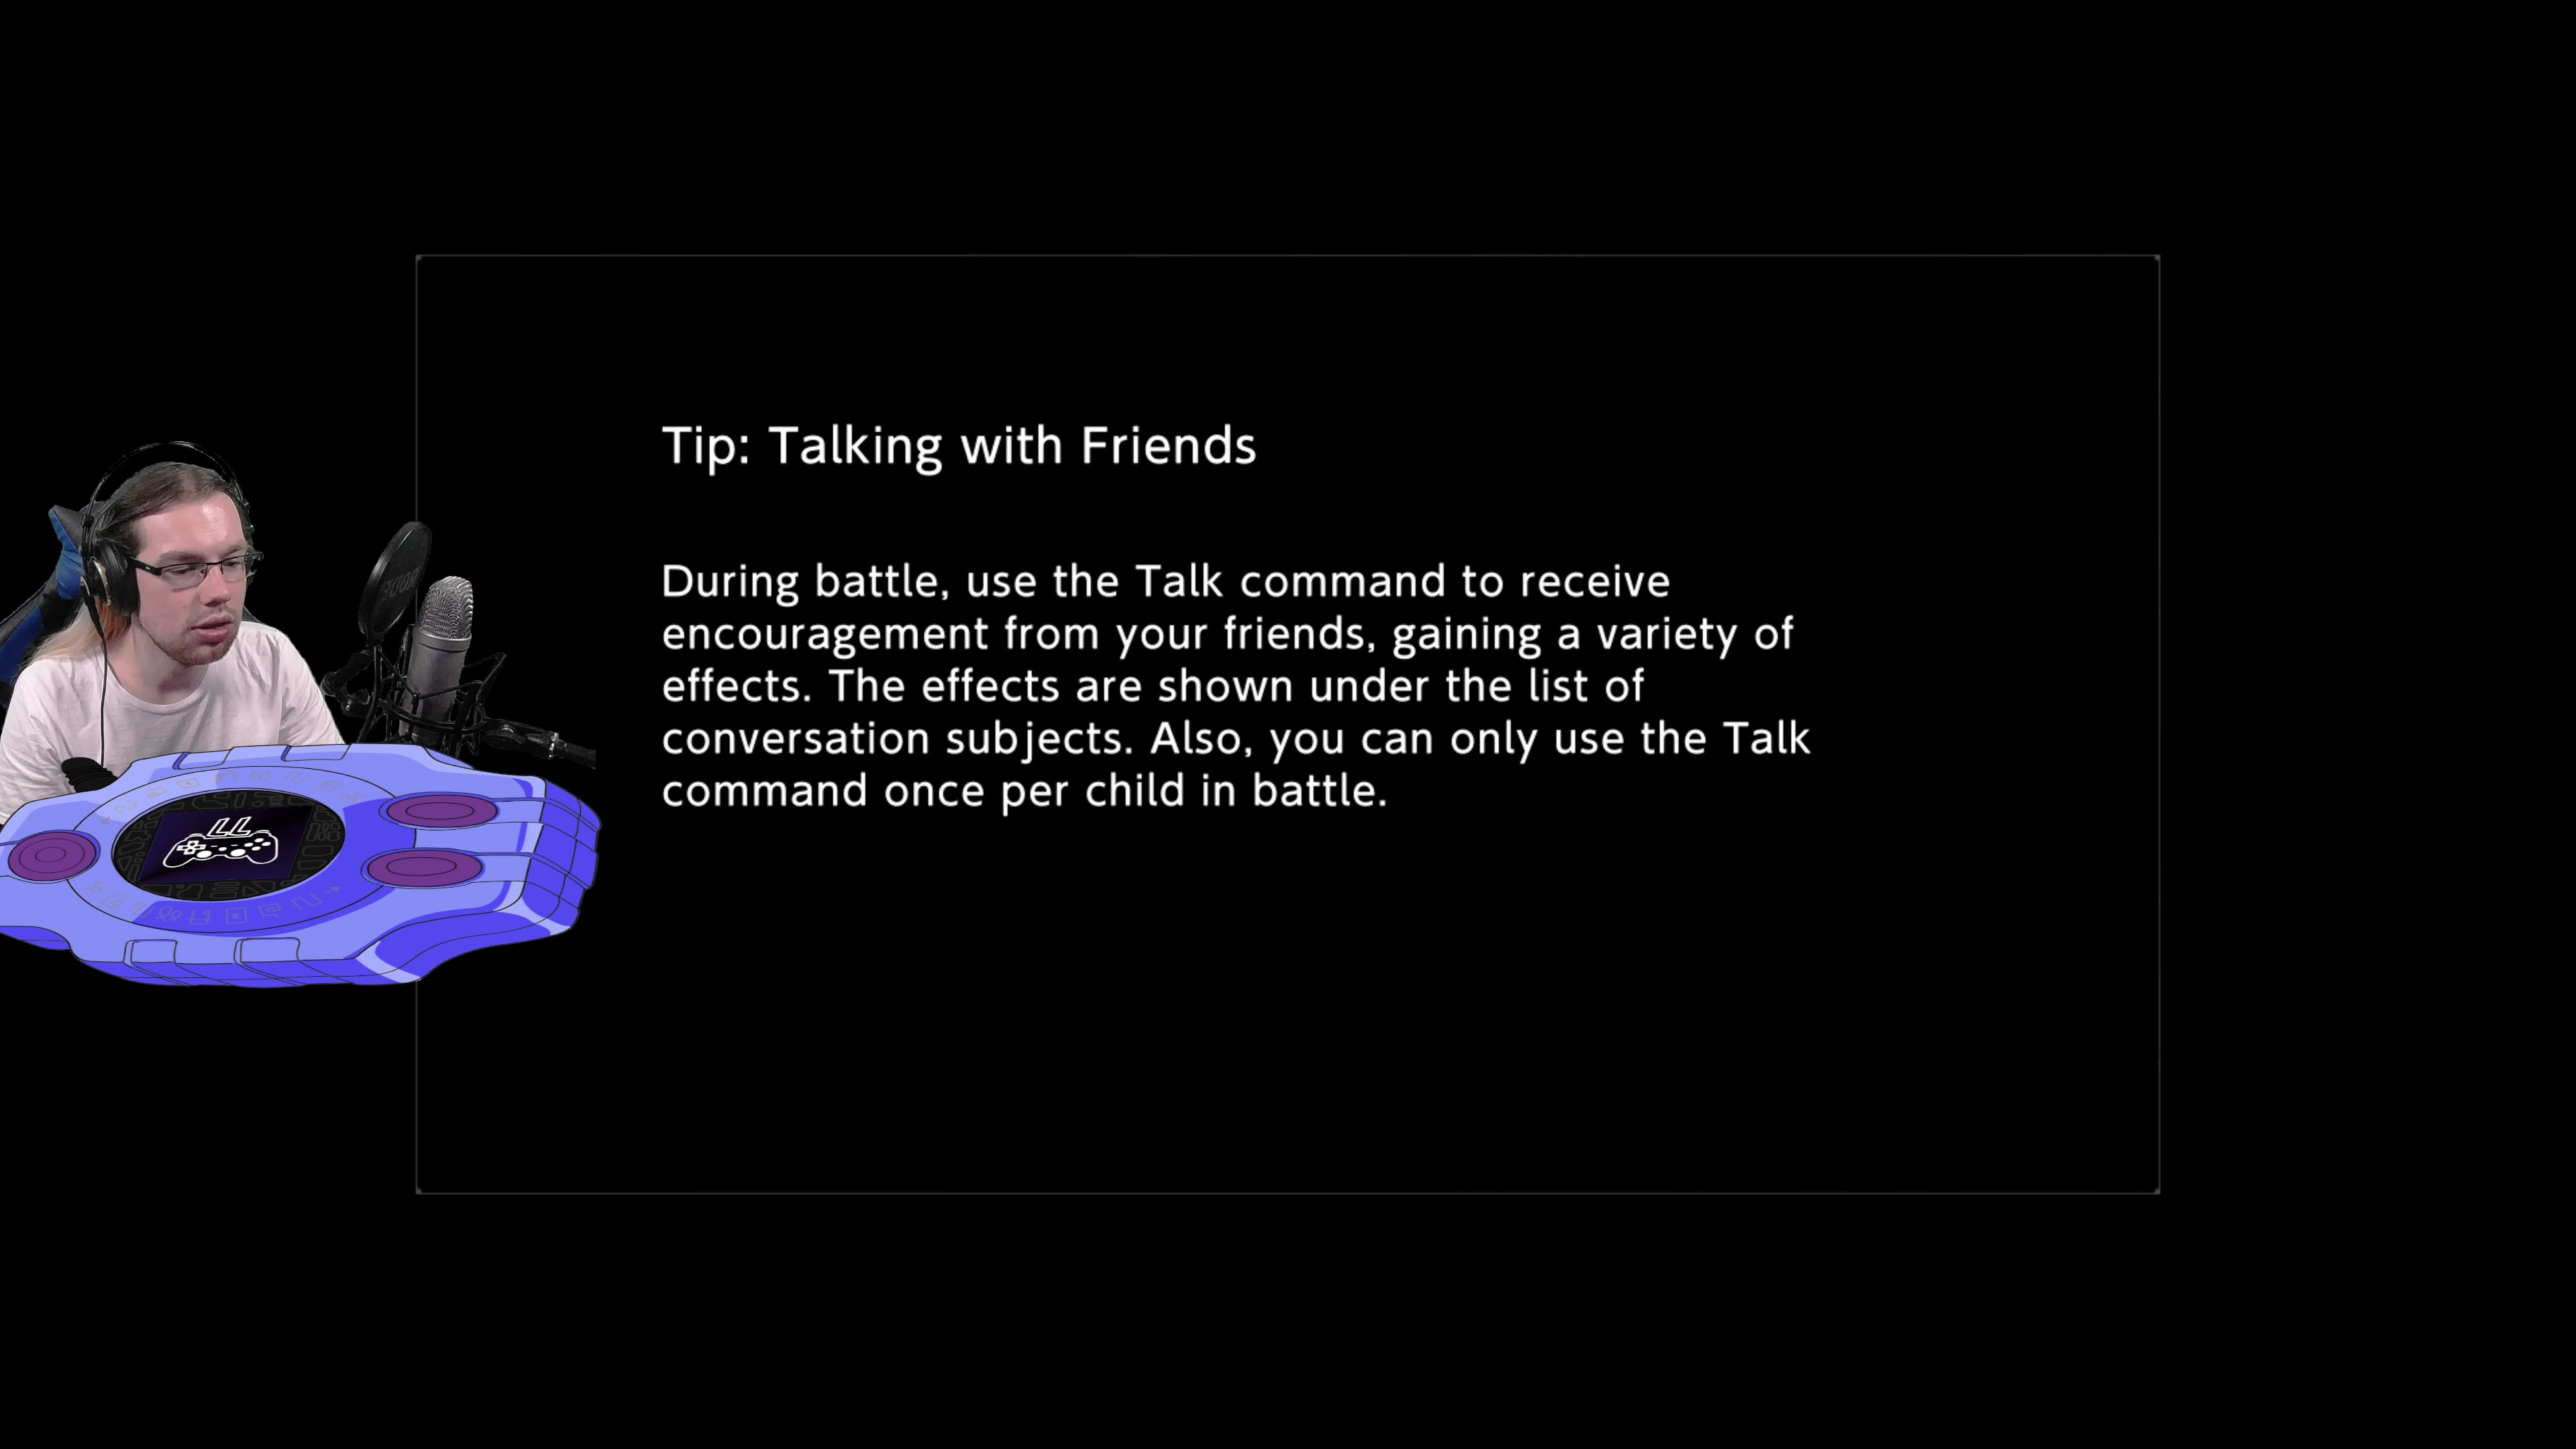 Tip: Talking with Friends
During battle, use the Talk command to receive
encouragement from your friends, gaining a variety of
effects. The effects are shown under the list of
conversation subjects. Also, you can only use the Talk
command once per child in battle.
LL